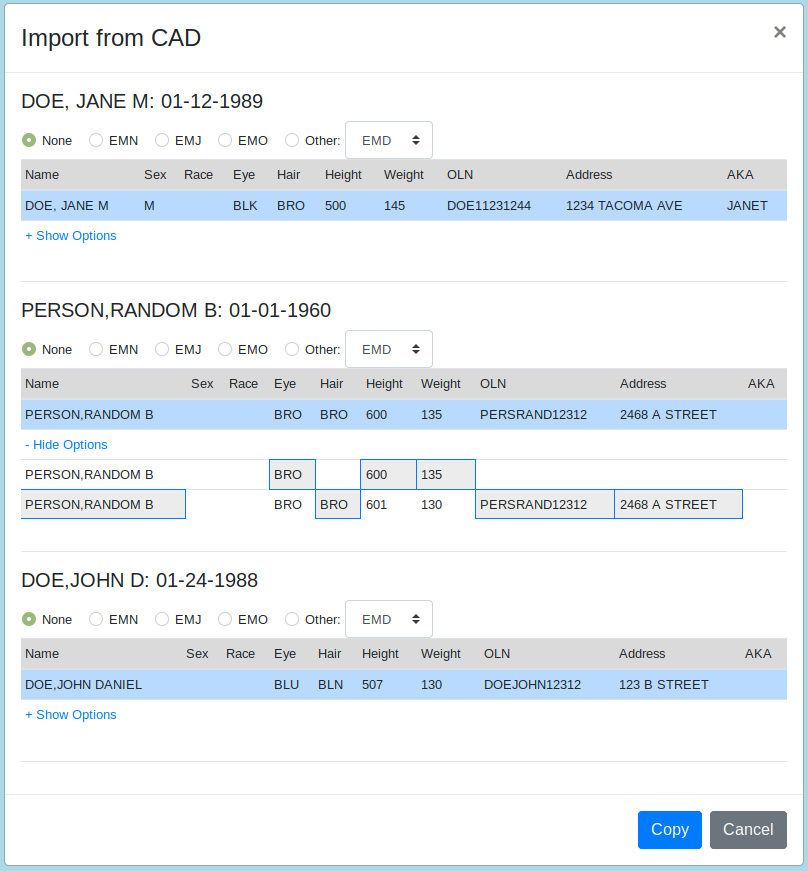 Import from CAD ×
DOE, JANE M: 01-12-1989
None EMN EMJ EMO Other: EMD
Name Sex Race Eye Hair Height Weight OLN Address AKA
DOE, JANE M M BLK BRO 500 145 DOE11231244 1234 TACOMA AVE JANET
+ Show Options
PERSON,RANDOM B: 01-01-1960
None EMN EMJ EMO Other: EMD
Name Sex Race Eye Hair Height Weight OLN Address AKA
PERSON,RANDOM B BRO BRO 600 135 PERSRAND12312 2468 A STREET
- Hide Options
PERSON,RANDOM B BRO 600 135
PERSON,RANDOM B BRO BRO 601 130 PERSRAND12312 2468 A STREET
DOE,JOHN D: 01-24-1988
None EMN EMJ EMO Other: EMD
Name Sex Race Eye Hair Height Weight OLN Address AKA
DOE,JOHN DANIEL BLU BLN 507 130 DOEJOHN12312 123 B STREET
+ Show Options
Copy Cancel